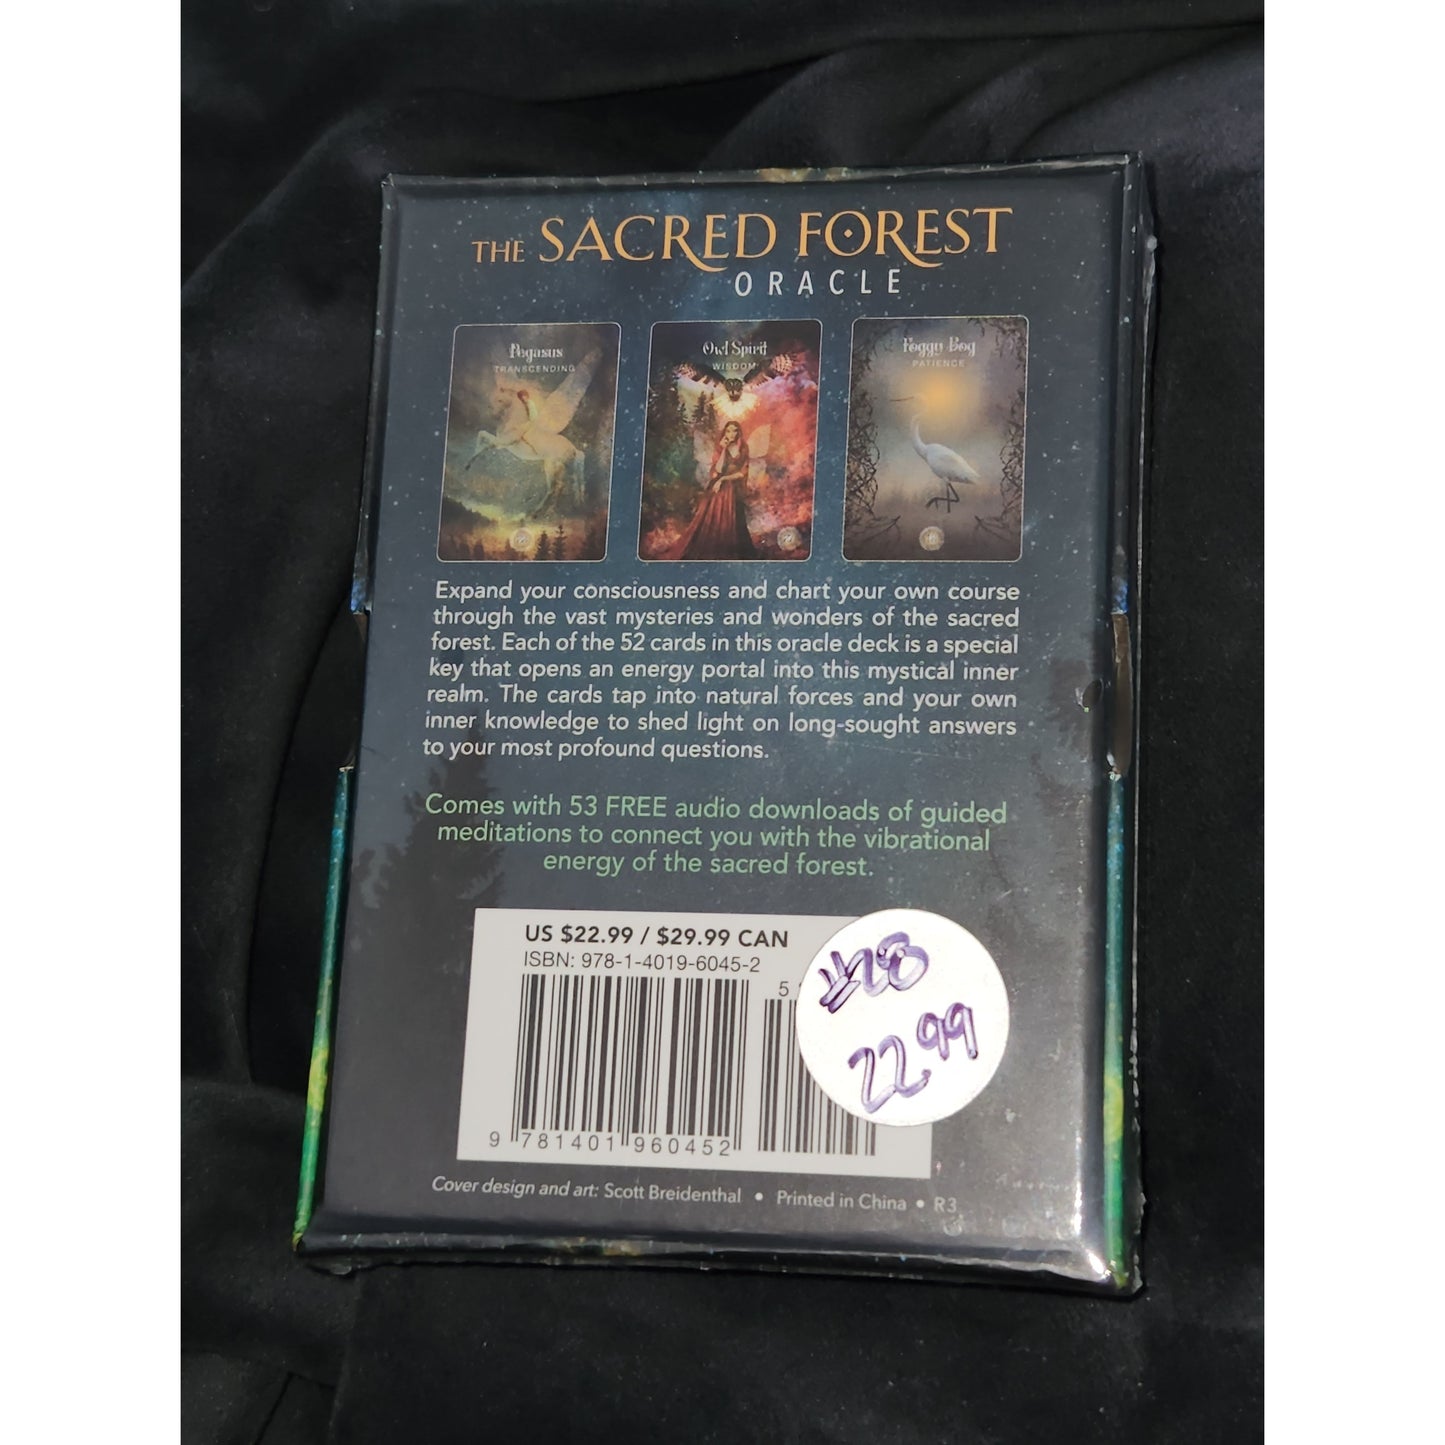 THE SACRED FOREST
ORACLE
Pegasus
TRANSCENDING
Owl Spirit
WISDOM
Foggy Bog
PATIENCE
Expand your consciousness and chart your own course
through the vast mysteries and wonders of the sacred
forest. Each of the 52 cards in this oracle deck is a special
key that opens an energy portal into this mystical inner
realm. The cards tap into natural forces and your own
inner knowledge to shed light on long-sought answers
to your most profound questions.
Comes with 53 FREE audio downloads of guided
meditations to connect you with the vibrational
energy of the sacred forest.
US $22.99 / $29.99 CAN
ISBN: 978-1-4019-6045-2
5
#28
22.99
9 781401 960452
Cover design and art: Scott Breidenthal • Printed in China • R3